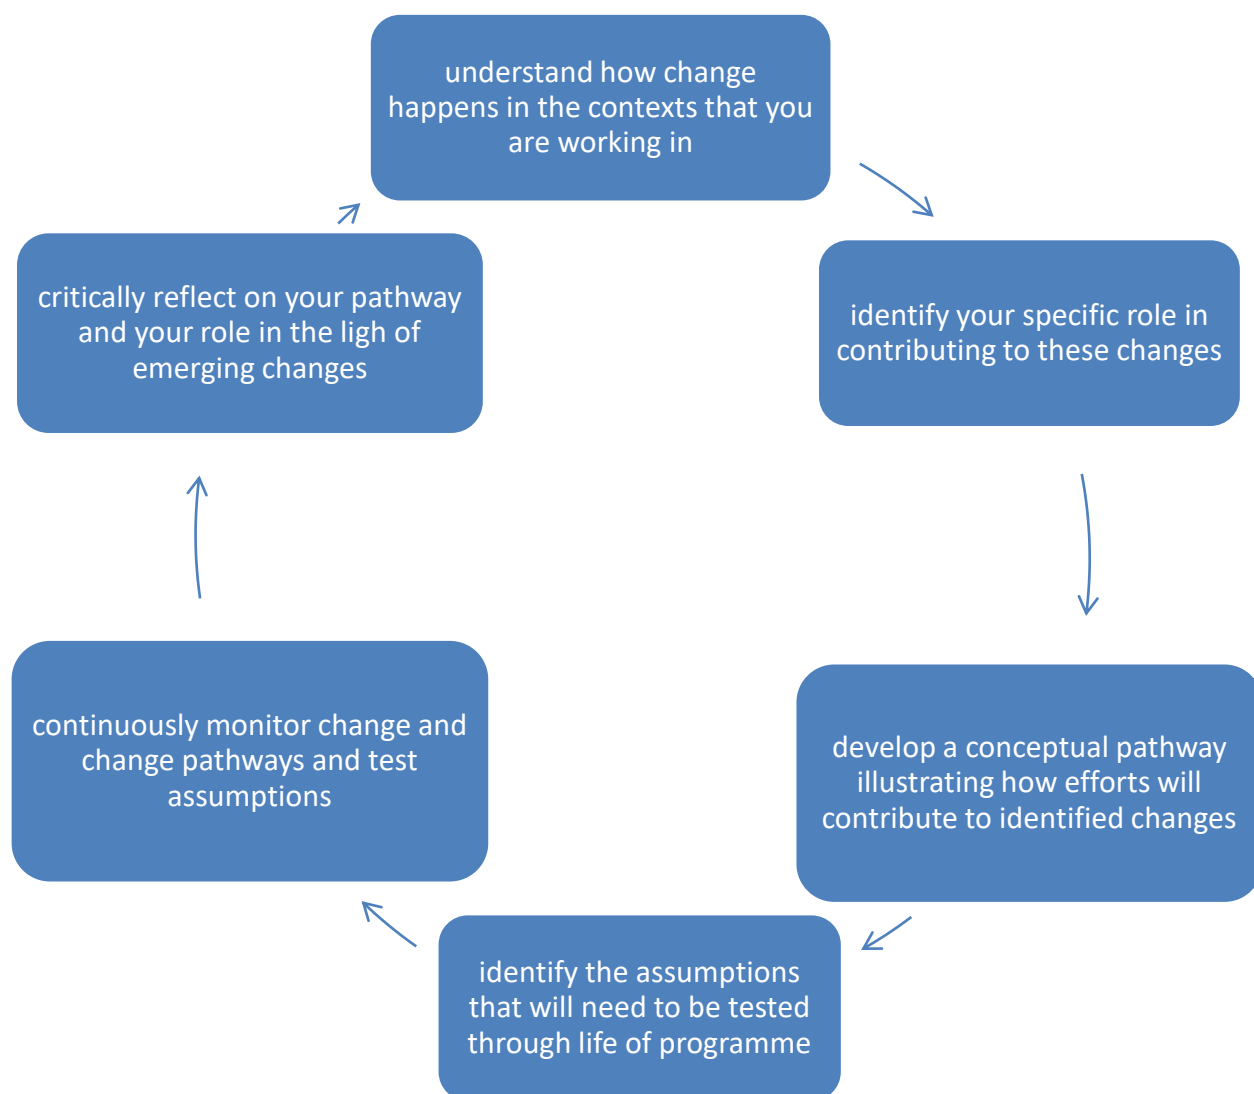 understand how change
happens in the contexts that you
are working in
identify your specific role in
contributing to these changes
develop a conceptual pathway
illustrating how efforts will
contribute to identified changes
identify the assumptions
that will need to be tested
through life of programme
continuously monitor change and
change pathways and test
assumptions
critically reflect on your pathway
and your role in the ligh of
emerging changes